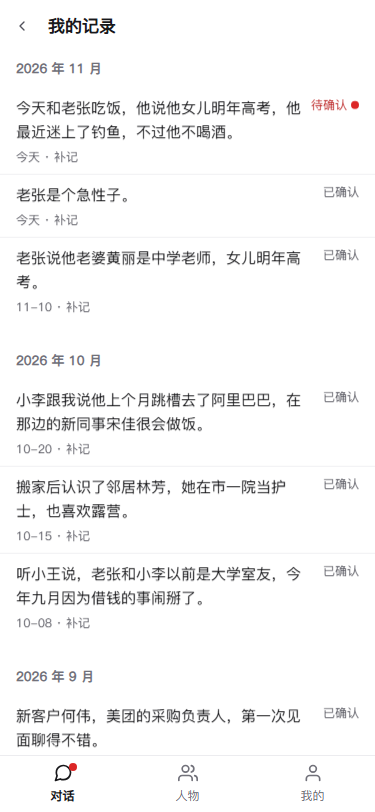 我的记录
2026 年 11 月
今天和老张吃饭，他说他女儿明年高考，他
最近迷上了钓鱼，不过他不喝酒。
待确认
今天 · 补记
老张是个急性子。
已确认
今天 · 补记
老张说他老婆黄丽是中学老师，女儿明年高
考。
已确认
11-10 · 补记
2026 年 10 月
小李跟我说他上个月跳槽去了阿里巴巴，在
那边的新同事宋佳很会做饭。
已确认
10-20 · 补记
搬家后认识了邻居林芳，她在市一院当护
士，也喜欢露营。
已确认
10-15 · 补记
听小王说，老张和小李以前是大学室友，今
年九月因为借钱的事闹掰了。
已确认
10-08 · 补记
2026 年 9 月
新客户何伟，美团的采购负责人，第一次见
面聊得不错。
已确认
对话
人物
我的